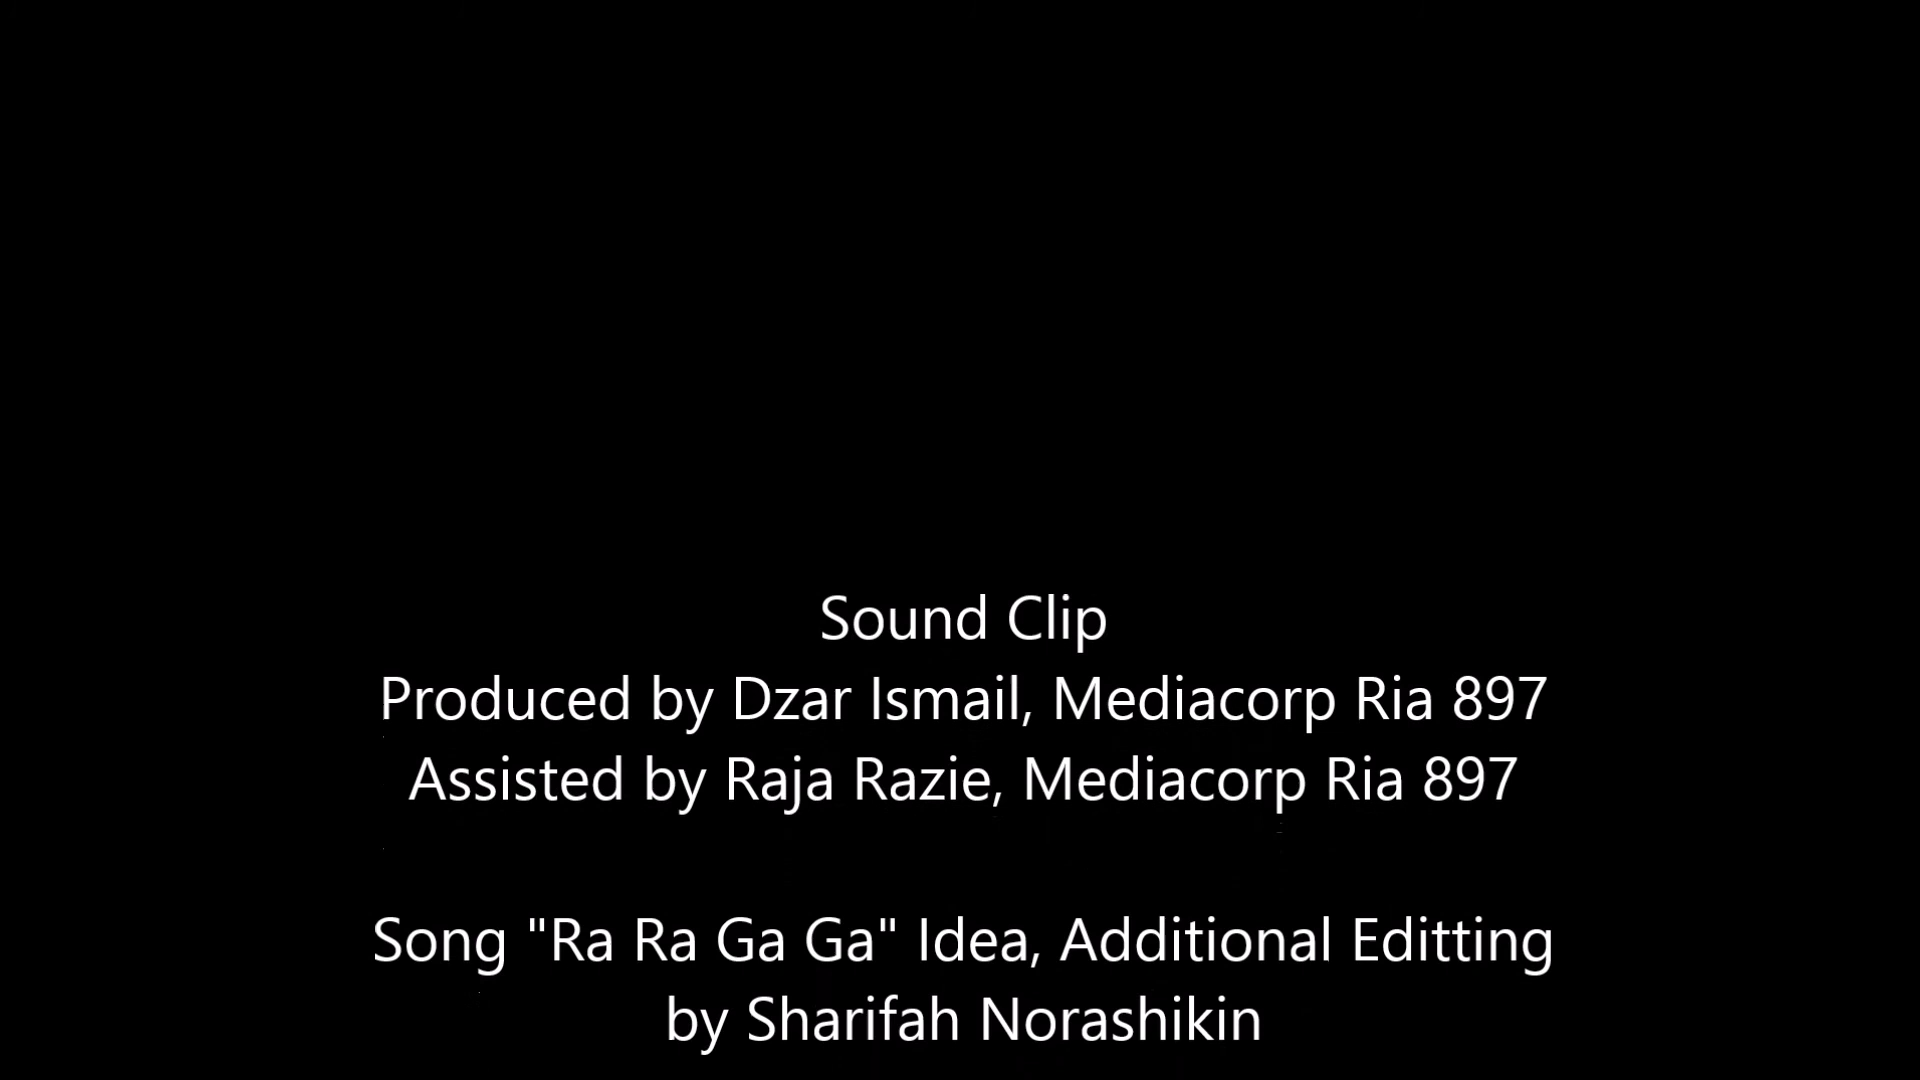 Sound Clip
Produced by Dzar Ismail, Mediacorp Ria 897
Assisted by Raja Razie, Mediacorp Ria 897
Song "Ra Ra Ga Ga" Idea, Additional Editting
by Sharifah Norashikin